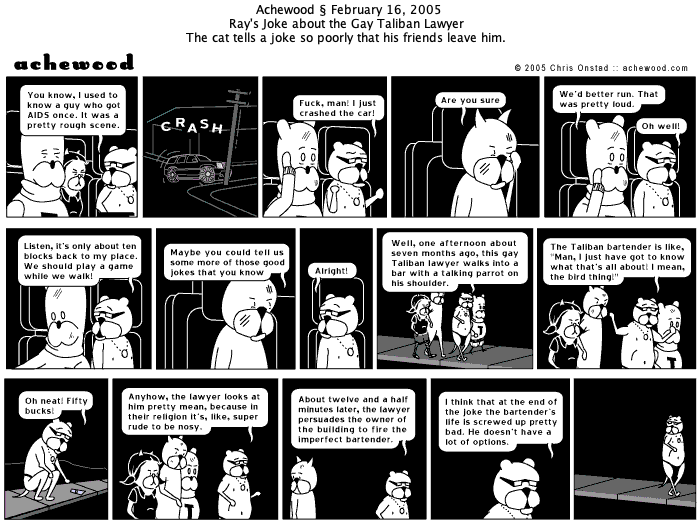 Achewood § February 16, 2005
Ray's Joke about the Gay Taliban Lawyer
The cat tells a joke so poorly that his friends leave him.
achewood
© 2005 Chris Onstad :: achewood.com
You know, I used to
know a guy who got
AIDS once. It was a
pretty rough scene.
CRASH
Fuck, man! I just
crashed the car!
Are you sure
We'd better run. That
was pretty loud.
Oh well!
Listen, it's only about ten
blocks back to my place.
We should play a game
while we walk!
Maybe you could tell us
some more of those good
jokes that you know
Alright!
Well, one afternoon about
seven months ago, this gay
Taliban lawyer walks into a
bar with a talking parrot on
his shoulder.
The Taliban bartender is like,
"Man, I just have got to know
what that's all about! I mean,
the bird thing!"
Oh neat! Fifty
bucks!
Anyhow, the lawyer looks at
him pretty mean, because in
their religion it's, like, super
rude to be nosy.
About twelve and a half
minutes later, the lawyer
persuades the owner of
the building to fire the
imperfect bartender.
I think that at the end of
the joke the bartender's
life is screwed up pretty
bad. He doesn't have a
lot of options.